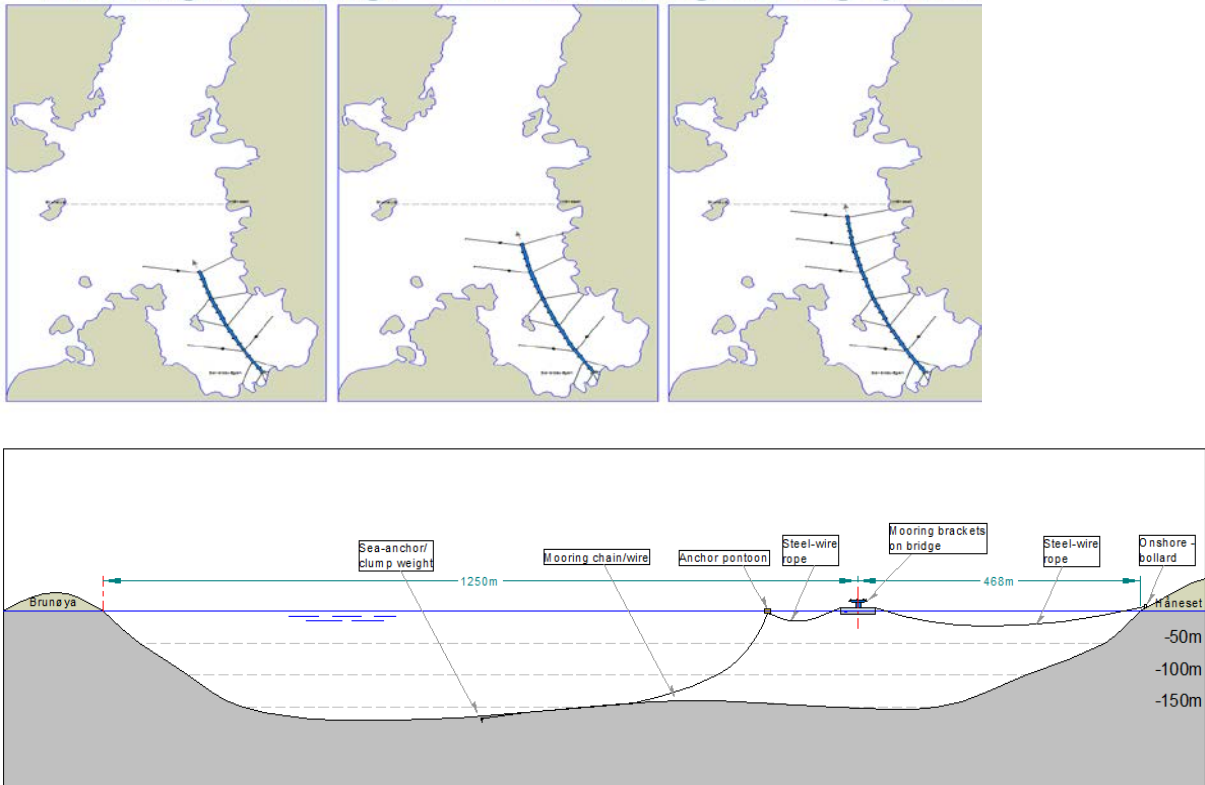 Sea-anchor/
clump weight
Mooring chain/wire
Anchor pontoon
Steel-wire
rope
Mooring brackets
on bridge
Steel-wire
rope
Onshore -
bollard
1250m
468m
Brunøya
Håneset
-50m
-100m
-150m